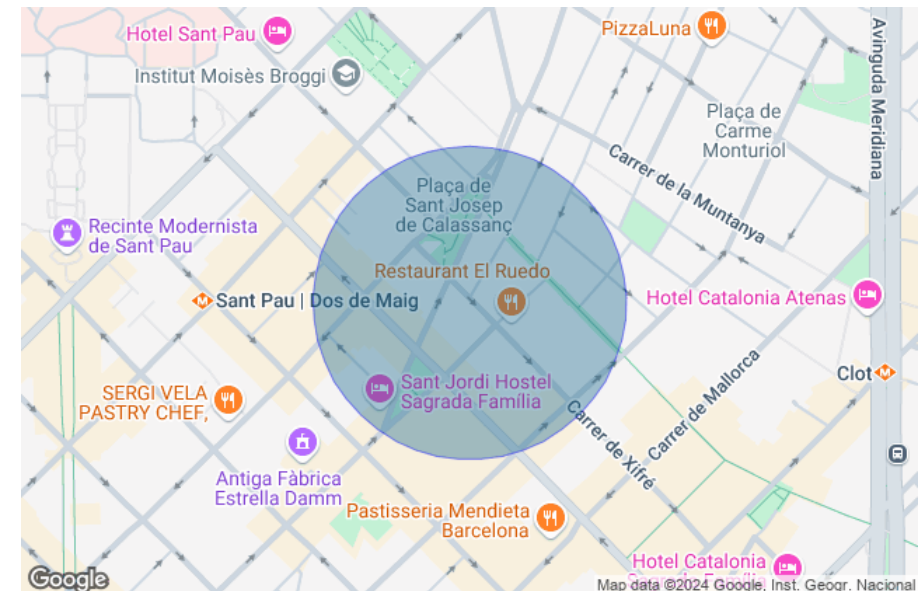 Hotel Sant Pau
PizzaLuna
Avinguda Meridiana
Institut Moisès Broggi
Plaça de
Carme
Monturiol
Carrer de la Muntanya
Plaça de
Sant Josep
de Calassanç
Recinte Modernista
de Sant Pau
Restaurant El Ruedo
M Sant Pau | Dos de Maig
Hotel Catalonia Atenas
Carrer de Mallorca
Clot M
Sant Jordi Hostel
Sagrada Família
SERGI VELA
PASTRY CHEF,
Carrer de Xifré
Antiga Fàbrica
Estrella Damm
Pastisseria Mendieta
Barcelona
Hotel Catalonia
Google
Map data ©2024 Google, Inst. Geogr. Nacional